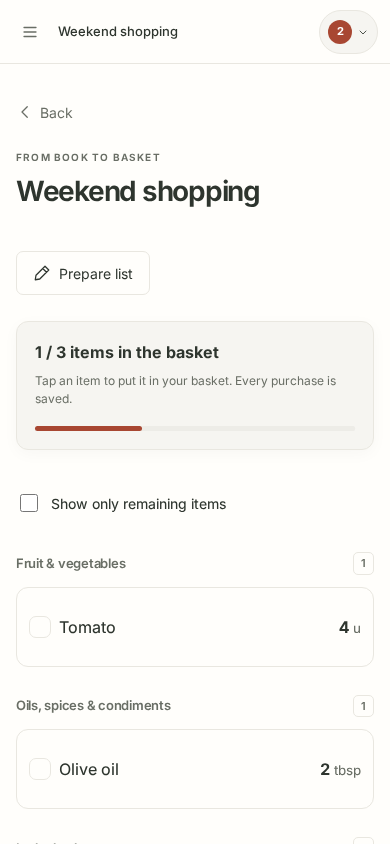 Weekend shopping
2
Back
FROM BOOK TO BASKET
Weekend shopping
Prepare list
1 / 3 items in the basket
Tap an item to put it in your basket. Every purchase is
saved.
Show only remaining items
Fruit & vegetables
1
Tomato
4 u
Oils, spices & condiments
1
Olive oil
2 tbsp